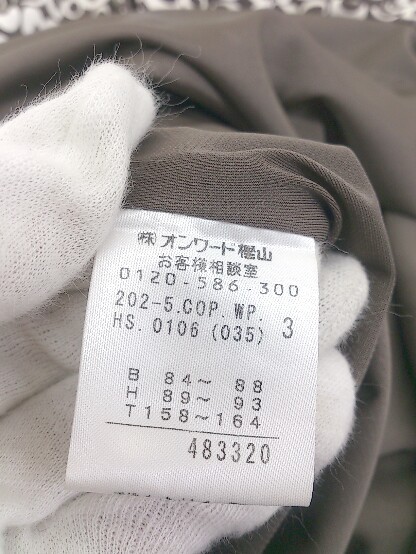 ㈱オンワード樫山
お客様相談室
0120-586-300
202-5.COP.WP.
HS.0106(035) 3
B 84～ 88
H 89～ 93
T 158～164
483320